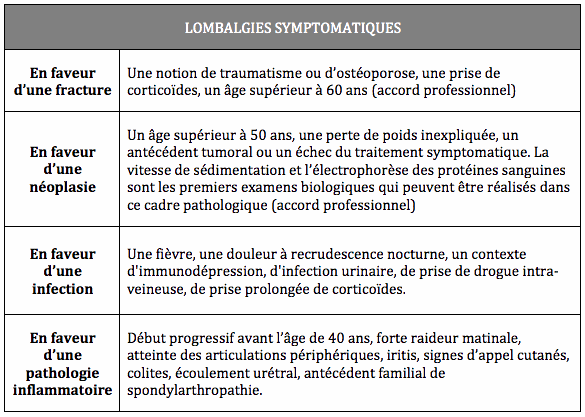 LOMBALGIES SYMPTOMATIQUES
En faveur
d'une fracture
Une notion de traumatisme ou d'ostéoporose, une prise de
corticoïdes, un âge supérieur à 60 ans (accord professionnel)
En faveur
d'une
néoplasie
Un âge supérieur à 50 ans, une perte de poids inexpliquée, un
antécédent tumoral ou un échec du traitement symptomatique. La
vitesse de sédimentation et l'électrophorèse des protéines sanguines
sont les premiers examens biologiques qui peuvent être réalisés dans
ce cadre pathologique (accord professionnel)
En faveur
d'une
infection
Une fièvre, une douleur à recrudescence nocturne, un contexte
d'immunodépression, d'infection urinaire, de prise de drogue intra-
veineuse, de prise prolongée de corticoïdes.
En faveur
d'une
pathologie
inflammatoire
Début progressif avant l'âge de 40 ans, forte raideur matinale,
atteinte des articulations périphériques, iritis, signes d'appel cutanés,
colites, écoulement urétral, antécédent familial de
spondylarthropathie.